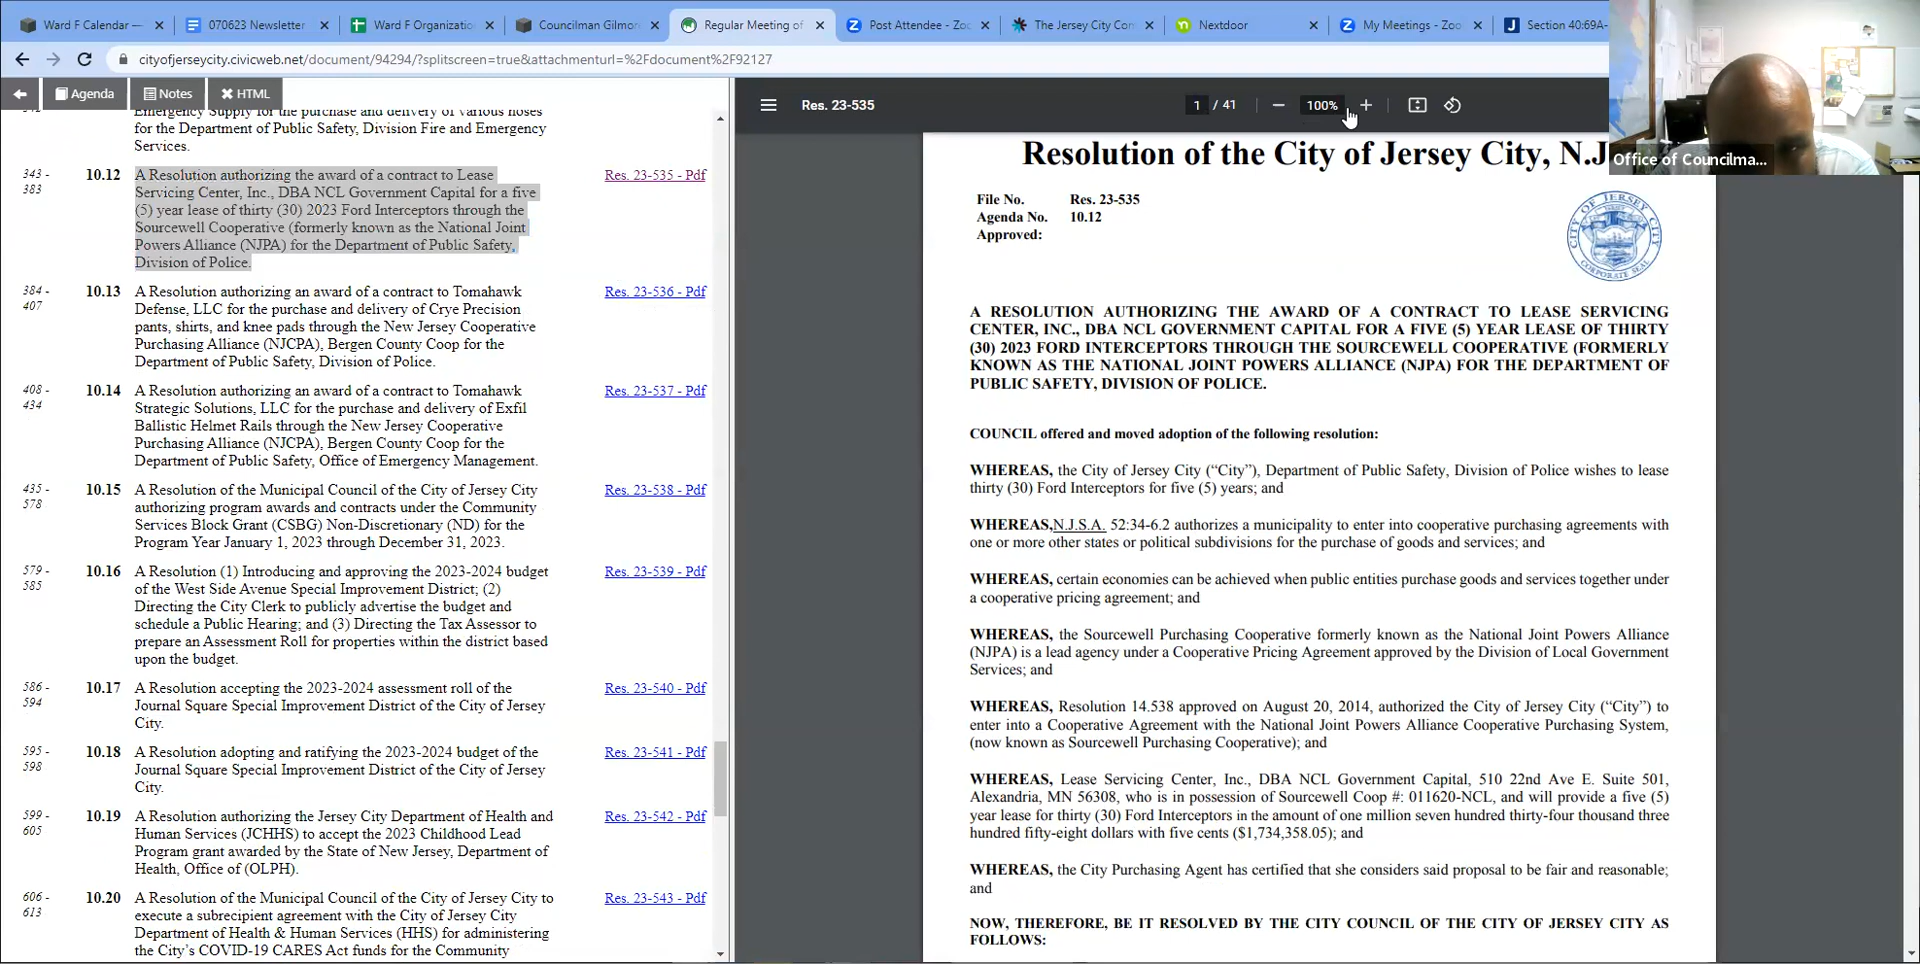 Ward F Calendar —
070623 Newsletter
Ward F Organizatio
Councilman Gilmor
Regular Meeting of
Post Attendee - Zoo
The Jersey City Con
Nextdoor
My Meetings - Zoo
Section 40:69A-
cityofjerseycity.civicweb.net/document/94294/?splitscreen=true&attachmenturl=%2Fdocument%2F92127
Agenda
Notes
HTML
Emergency Supply for the purchase and delivery of various hoses
for the Department of Public Safety, Division Fire and Emergency
Services.
343 -
383
10.12
A Resolution authorizing the award of a contract to Lease
Servicing Center, Inc., DBA NCL Government Capital for a five
(5) year lease of thirty (30) 2023 Ford Interceptors through the
Sourcewell Cooperative (formerly known as the National Joint
Powers Alliance (NJPA) for the Department of Public Safety,
Division of Police.
Res. 23-535 - Pdf
384 -
407
10.13
A Resolution authorizing an award of a contract to Tomahawk
Defense, LLC for the purchase and delivery of Crye Precision
pants, shirts, and knee pads through the New Jersey Cooperative
Purchasing Alliance (NJCPA), Bergen County Coop for the
Department of Public Safety, Division of Police.
Res. 23-536 - Pdf
408 -
434
10.14
A Resolution authorizing an award of a contract to Tomahawk
Strategic Solutions, LLC for the purchase and delivery of Exfil
Ballistic Helmet Rails through the New Jersey Cooperative
Purchasing Alliance (NJCPA), Bergen County Coop for the
Department of Public Safety, Office of Emergency Management.
Res. 23-537 - Pdf
435 -
578
10.15
A Resolution of the Municipal Council of the City of Jersey City
authorizing program awards and contracts under the Community
Services Block Grant (CSBG) Non-Discretionary (ND) for the
Program Year January 1, 2023 through December 31, 2023.
Res. 23-538 - Pdf
579 -
585
10.16
A Resolution (1) Introducing and approving the 2023-2024 budget
of the West Side Avenue Special Improvement District; (2)
Directing the City Clerk to publicly advertise the budget and
schedule a Public Hearing; and (3) Directing the Tax Assessor to
prepare an Assessment Roll for properties within the district based
upon the budget.
Res. 23-539 - Pdf
586 -
594
10.17
A Resolution accepting the 2023-2024 assessment roll of the
Journal Square Special Improvement District of the City of Jersey
City.
Res. 23-540 - Pdf
595 -
598
10.18
A Resolution adopting and ratifying the 2023-2024 budget of the
Journal Square Special Improvement District of the City of Jersey
City.
Res. 23-541 - Pdf
599 -
605
10.19
A Resolution authorizing the Jersey City Department of Health and
Human Services (JCHHS) to accept the 2023 Childhood Lead
Program grant awarded by the State of New Jersey, Department of
Health, Office of (OLPH).
Res. 23-542 - Pdf
606 -
613
10.20
A Resolution of the Municipal Council of the City of Jersey City to
execute a subrecipient agreement with the City of Jersey City
Department of Health & Human Services (HHS) for administering
the City's COVID-19 CARES Act funds for the Community
Res. 23-543 - Pdf
Res. 23-535
1 / 41
100%
Office of Councilma...
Resolution of the City of Jersey City, N.J
File No. Res. 23-535
Agenda No. 10.12
Approved:
CITY OF JERSEY CITY
CORPORATE SEAL
A RESOLUTION AUTHORIZING THE AWARD OF A CONTRACT TO LEASE SERVICING
CENTER, INC., DBA NCL GOVERNMENT CAPITAL FOR A FIVE (5) YEAR LEASE OF THIRTY
(30) 2023 FORD INTERCEPTORS THROUGH THE SOURCEWELL COOPERATIVE (FORMERLY
KNOWN AS THE NATIONAL JOINT POWERS ALLIANCE (NJPA) FOR THE DEPARTMENT OF
PUBLIC SAFETY, DIVISION OF POLICE.
COUNCIL offered and moved adoption of the following resolution:
WHEREAS, the City of Jersey City (“City”), Department of Public Safety, Division of Police wishes to lease
thirty (30) Ford Interceptors for five (5) years; and
WHEREAS,N.J.S.A. 52:34-6.2 authorizes a municipality to enter into cooperative purchasing agreements with
one or more other states or political subdivisions for the purchase of goods and services; and
WHEREAS, certain economies can be achieved when public entities purchase goods and services together under
a cooperative pricing agreement; and
WHEREAS, the Sourcewell Purchasing Cooperative formerly known as the National Joint Powers Alliance
(NJPA) is a lead agency under a Cooperative Pricing Agreement approved by the Division of Local Government
Services; and
WHEREAS, Resolution 14.538 approved on August 20, 2014, authorized the City of Jersey City (“City”) to
enter into a Cooperative Agreement with the National Joint Powers Alliance Cooperative Purchasing System,
(now known as Sourcewell Purchasing Cooperative); and
WHEREAS, Lease Servicing Center, Inc., DBA NCL Government Capital, 510 22nd Ave E. Suite 501,
Alexandria, MN 56308, who is in possession of Sourcewell Coop #: 011620-NCL, and will provide a five (5)
year lease for thirty (30) Ford Interceptors in the amount of one million seven hundred thirty-four thousand three
hundred fifty-eight dollars with five cents ($1,734,358.05); and
WHEREAS, the City Purchasing Agent has certified that she considers said proposal to be fair and reasonable;
and
NOW, THEREFORE, BE IT RESOLVED BY THE CITY COUNCIL OF THE CITY OF JERSEY CITY AS
FOLLOWS: